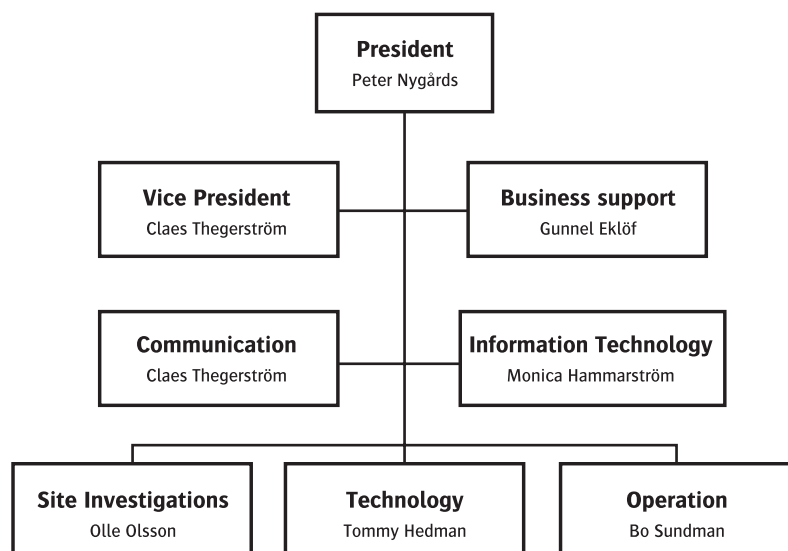 President
Peter Nygårds
Vice President
Claes Thegerström
Business support
Gunnel Eklöf
Communication
Claes Thegerström
Information Technology
Monica Hammarström
Site Investigations
Olle Olsson
Technology
Tommy Hedman
Operation
Bo Sundman